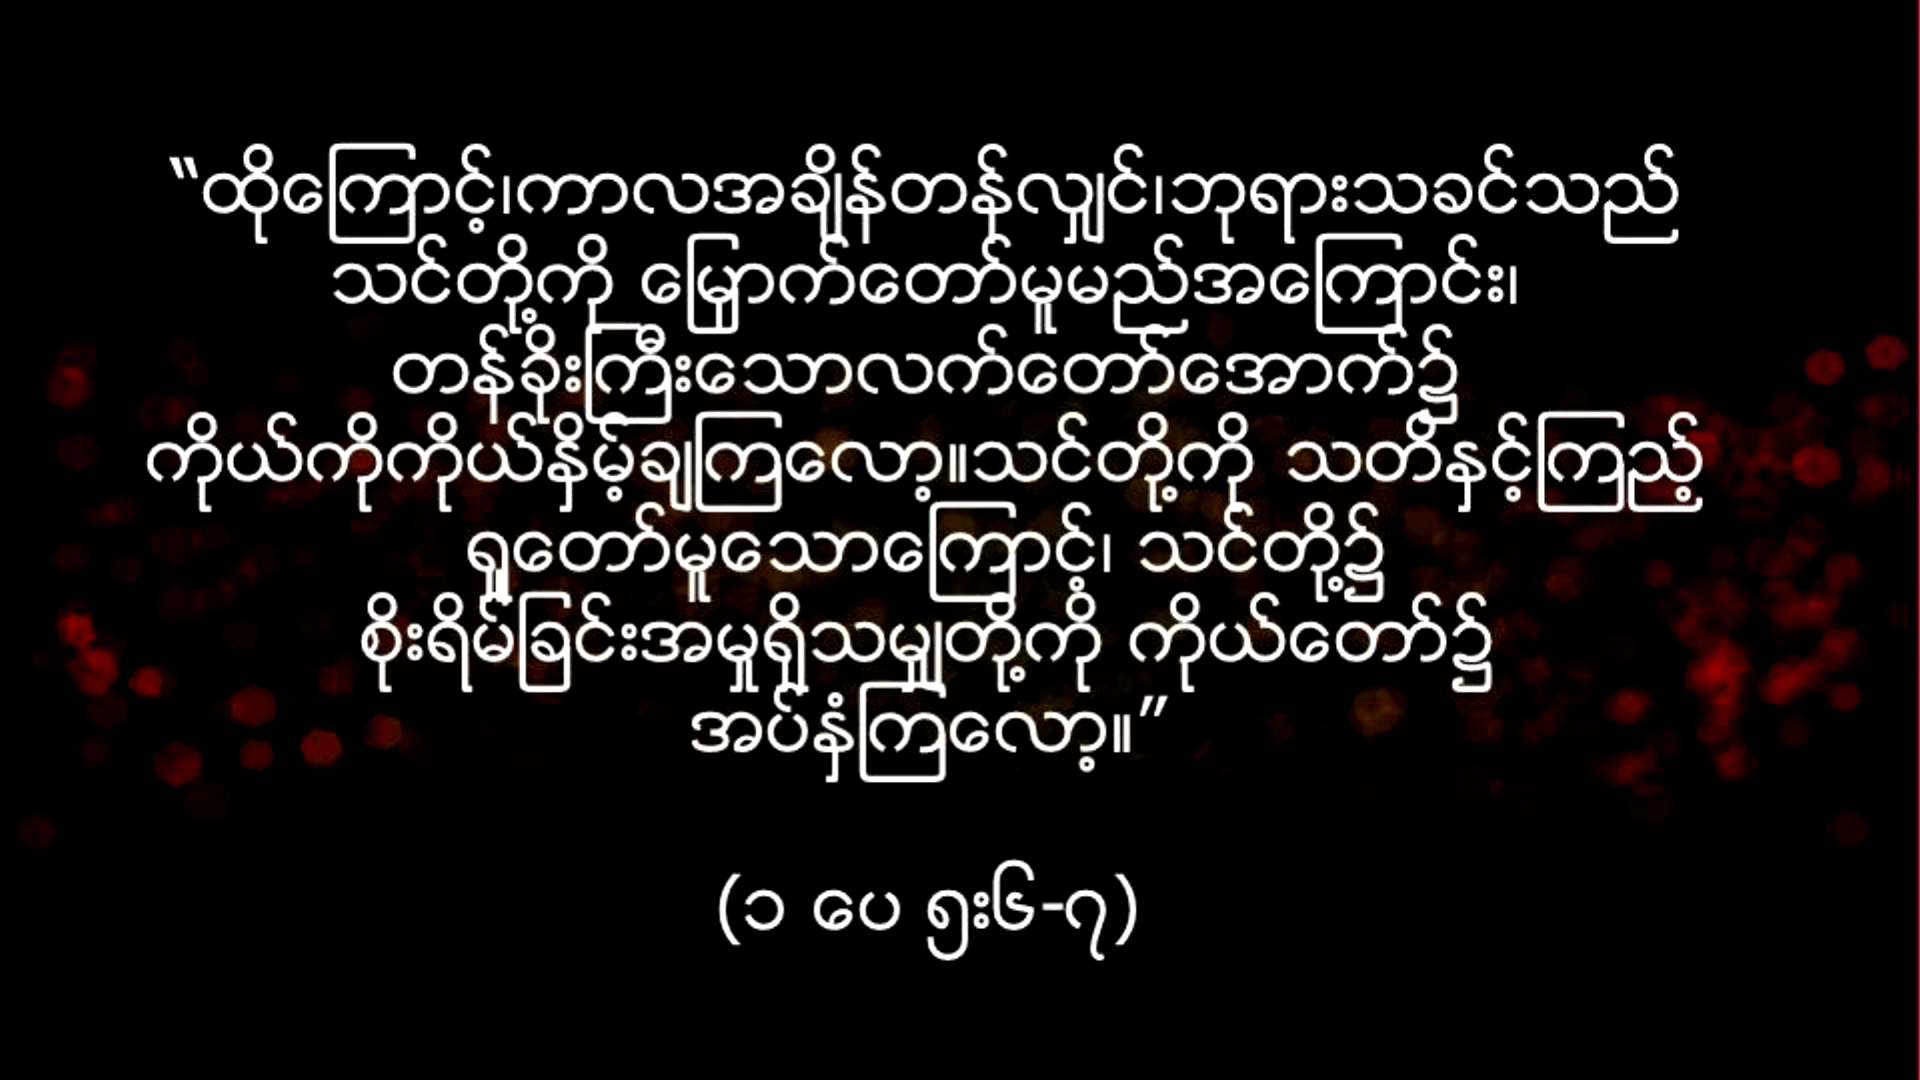 “ထိုကြောင့်၊ကာလအချိန်တန်လျှင်၊ဘုရားသခင်သည်
သင်တို့ကို မြှောက်တော်မူမည်အကြောင်း၊
တန်ခိုးကြီးသောလက်တော်အောက်၌
ကိုယ်ကိုကိုယ်နှိမ့်ချကြလော့။သင်တို့ကို သတိနှင့်ကြည့်
ရှုတော်မူသောကြောင့်၊ သင်တို့၌
စိုးရိမ်ခြင်းအမှုရှိသမျှတို့ကို ကိုယ်တော်၌
အပ်နှံကြလော့။”
(၁ ပေ ၅း၆-၇)